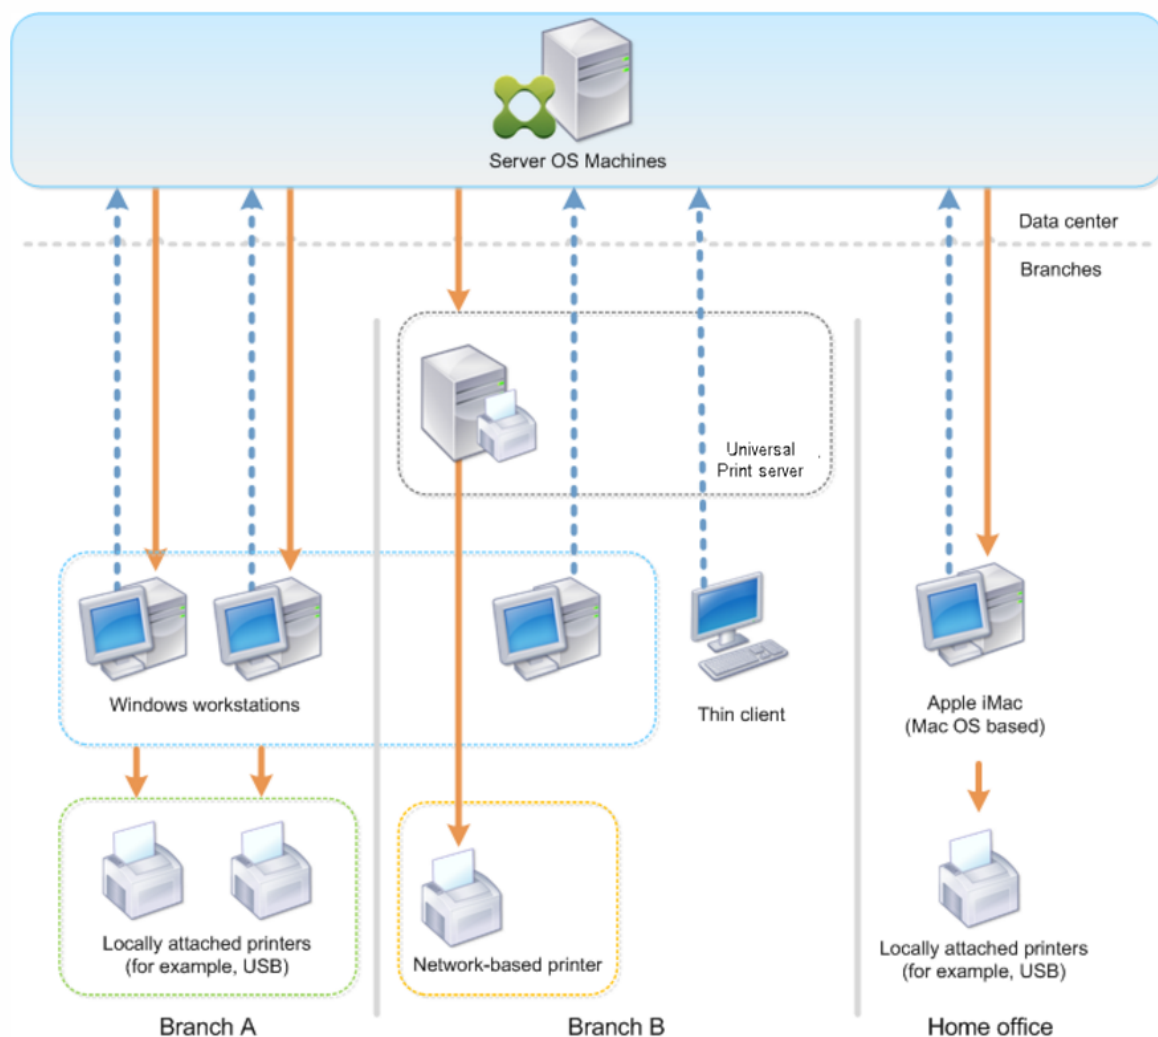 Server OS Machines
Data center
Branches
Universal
Print server
Windows workstations
Thin client
Apple iMac
(Mac OS based)
Locally attached printers
(for example, USB)
Network-based printer
Locally attached printers
(for example, USB)
Branch A
Branch B
Home office